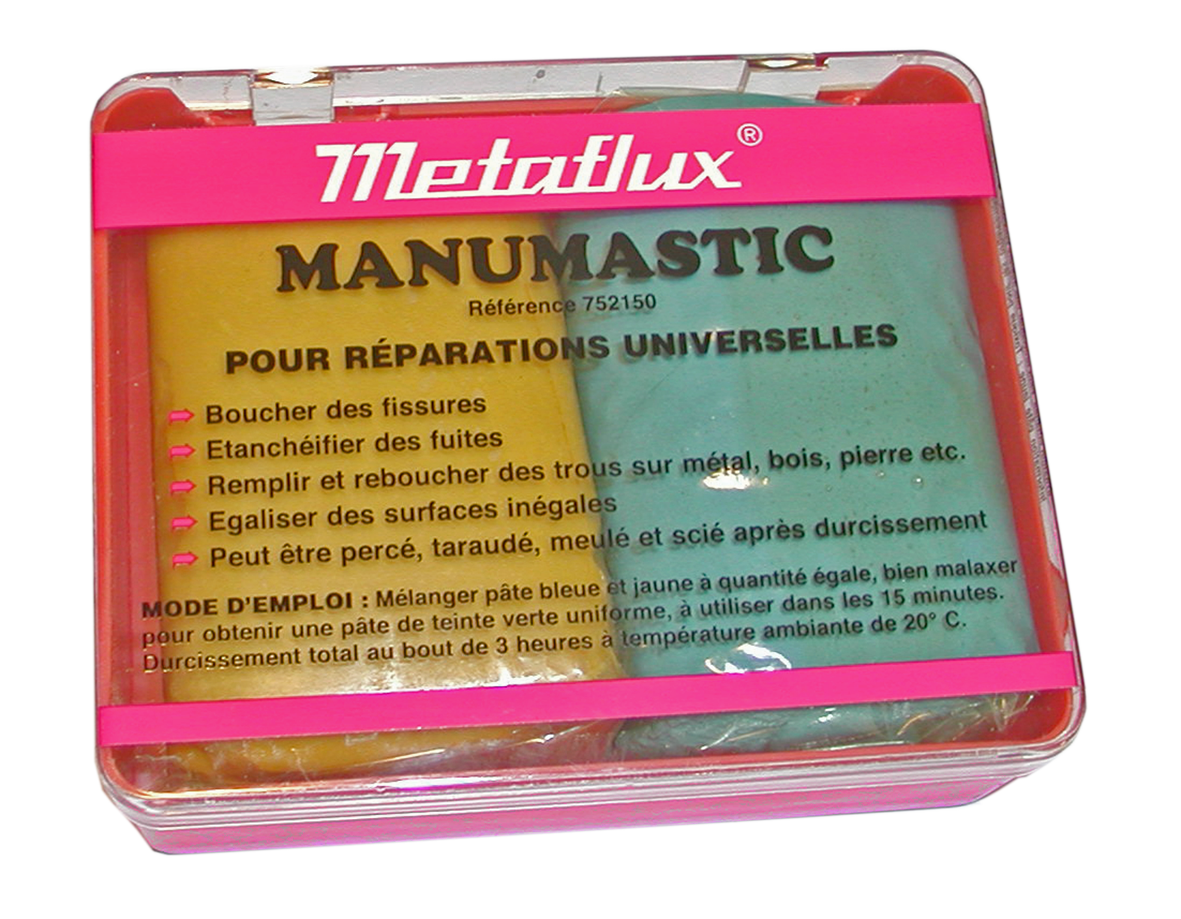 Metaflux®
MANUMASTIC
Référence 752150
POUR RÉPARATIONS UNIVERSELLES
⇨ Boucher des fissures
⇨ Etanchéifier des fuites
⇨ Remplir et reboucher des trous sur métal, bois, pierre etc.
⇨ Egaliser des surfaces inégales
⇨ Peut être percé, taraudé, meulé et scié après durcissement
MODE D'EMPLOI : Mélanger pâte bleue et jaune à quantité égale, bien malaxer
pour obtenir une pâte de teinte verte uniforme, à utiliser dans les 15 minutes.
Durcissement total au bout de 3 heures à température ambiante de 20° C.